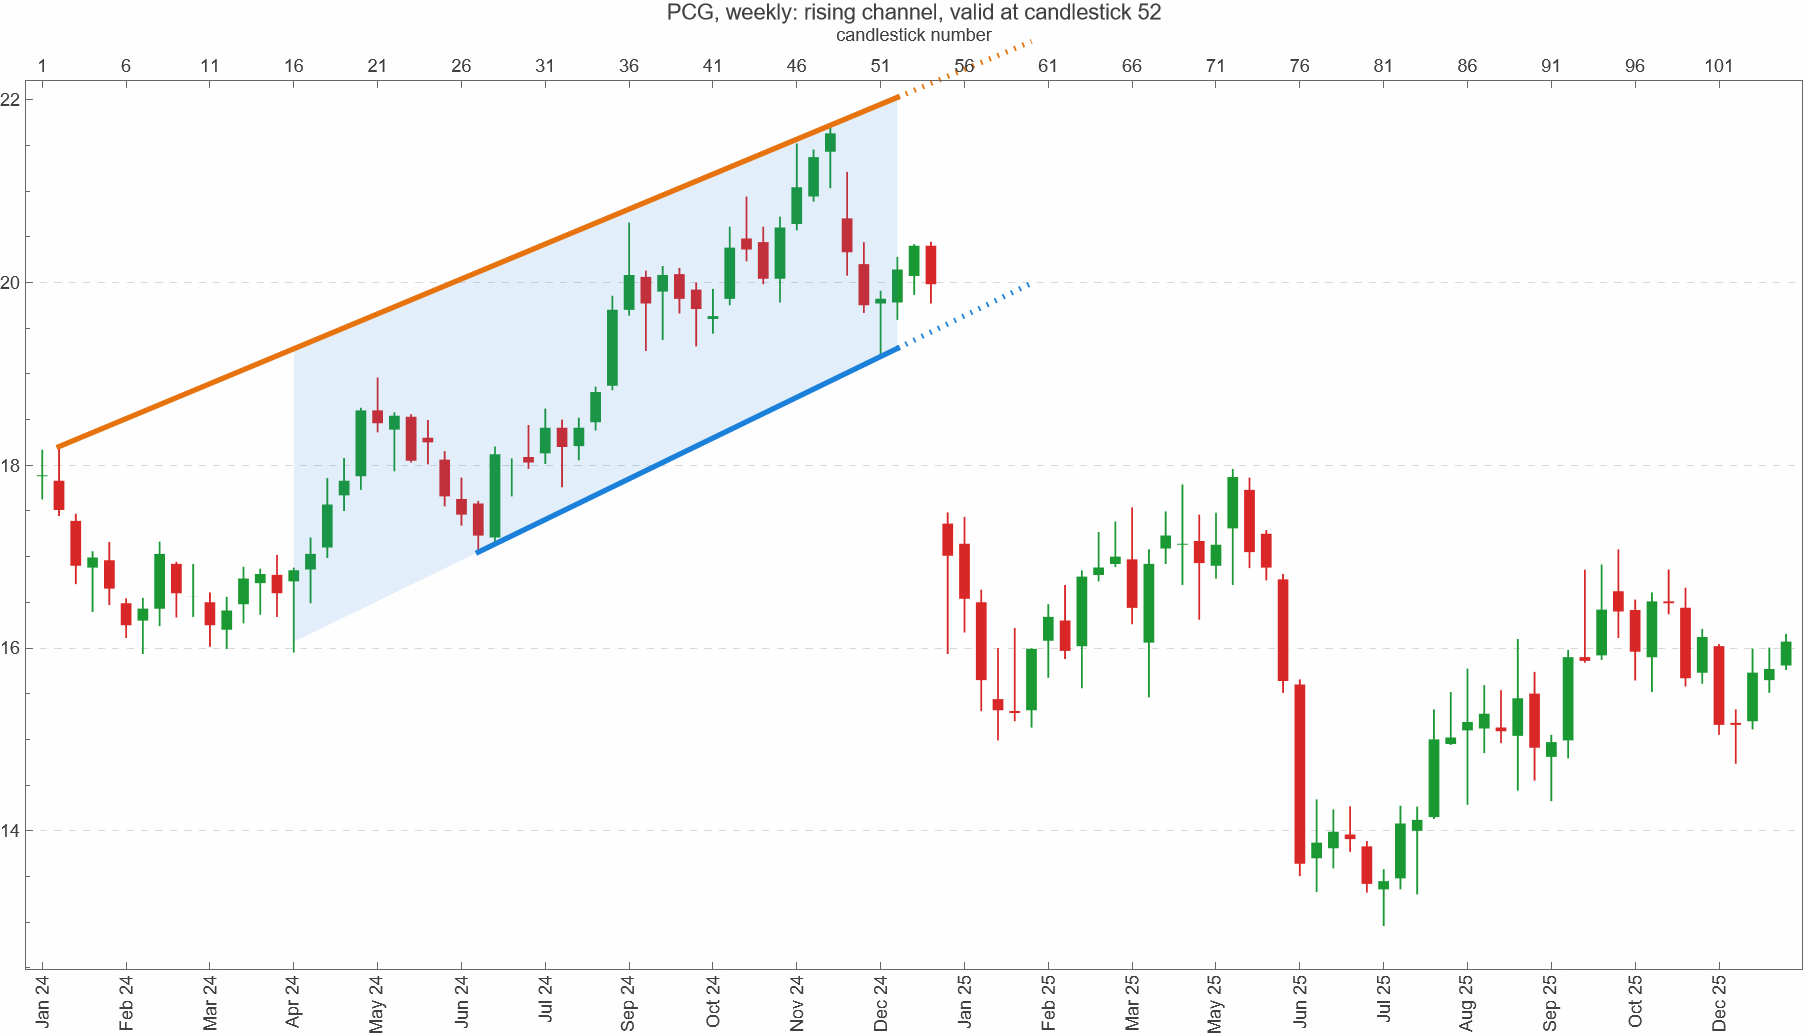 PCG, weekly: rising channel, valid at candlestick 52
candlestick number
1 6 11 16 21 26 31 36 41 46 51 56 61 66 71 76 81 86 91 96 101
22
20
18
16
14
Jan 24 Feb 24 Mar 24 Apr 24 May 24 Jun 24 Jul 24 Sep 24 Oct 24 Nov 24 Dec 24 Jan 25 Feb 25 Mar 25 May 25 Jun 25 Jul 25 Aug 25 Sep 25 Oct 25 Dec 25